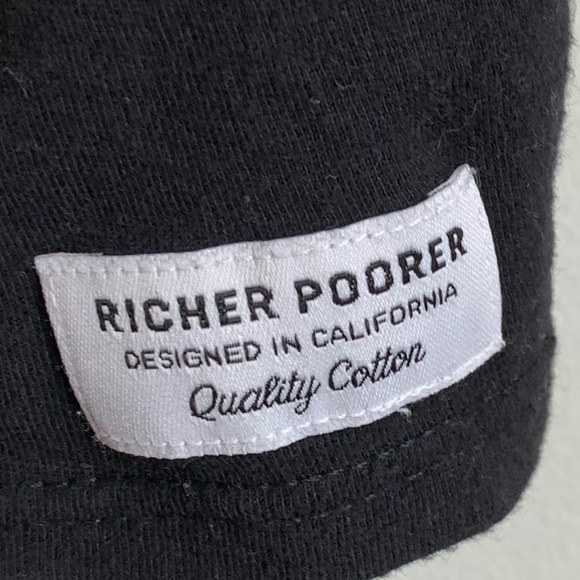 RICHER POORER
DESIGNED IN CALIFORNIA
Quality Cotton